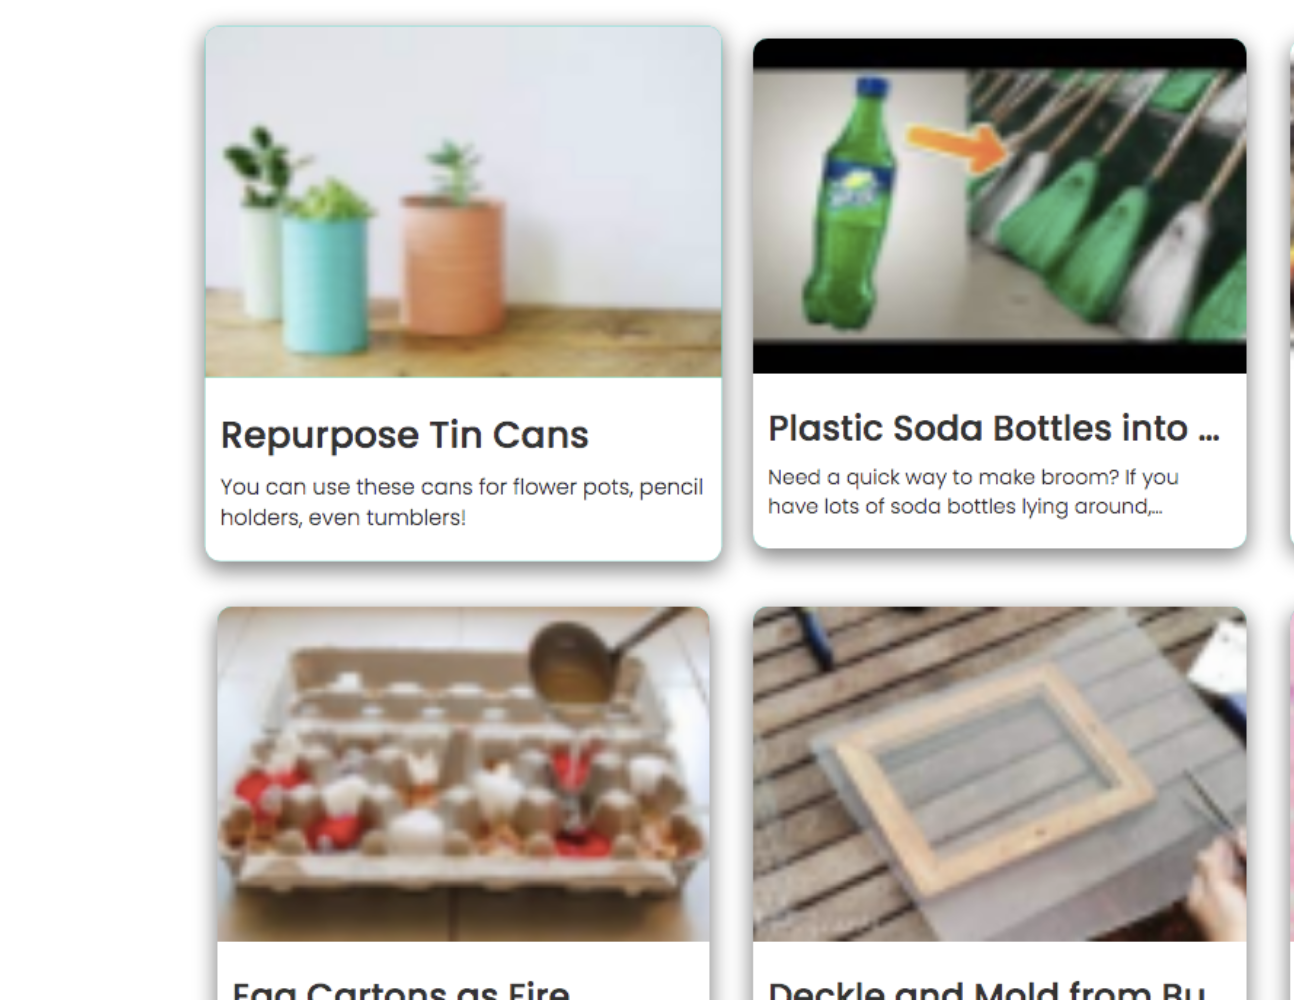 Repurpose Tin Cans
You can use these cans for flower pots, pencil
holders, even tumblers!
Plastic Soda Bottles into ...
Need a quick way to make broom? If you
have lots of soda bottles lying around,...
Egg Cartons as Fire
Deckle and Mold from Bu